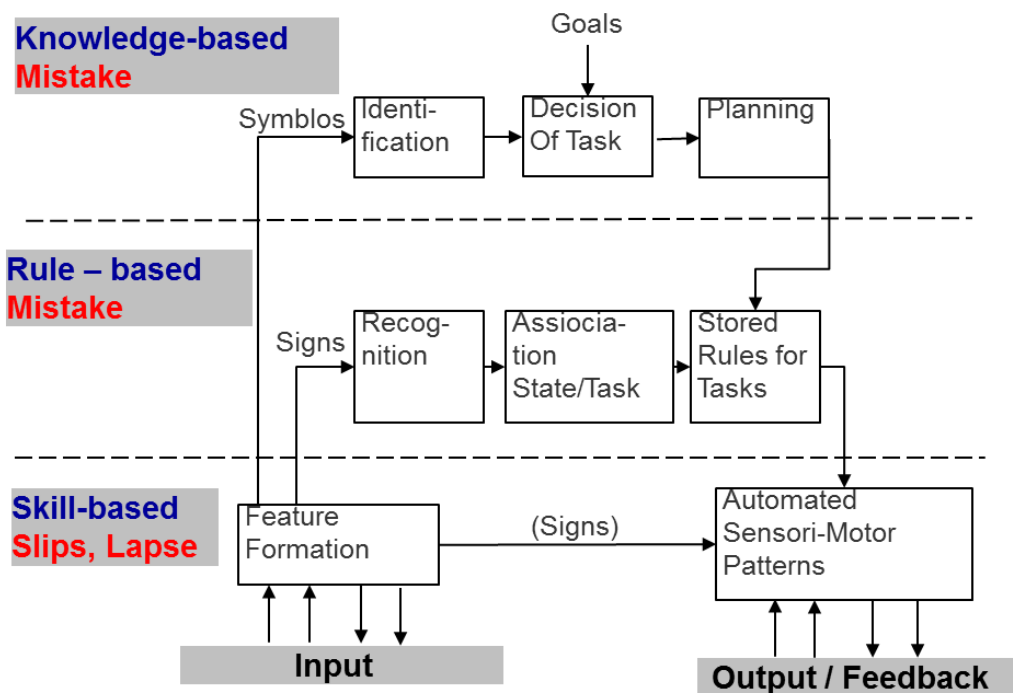 Knowledge-based
Mistake
Goals
Symblos
Identi-
fication
Decision
Of Task
Planning
Rule – based
Mistake
Signs
Recog-
nition
Assiocia-
tion
State/Task
Stored
Rules for
Tasks
Skill-based
Slips, Lapse
Feature
Formation
(Signs)
Automated
Sensori-Motor
Patterns
Input
Output / Feedback